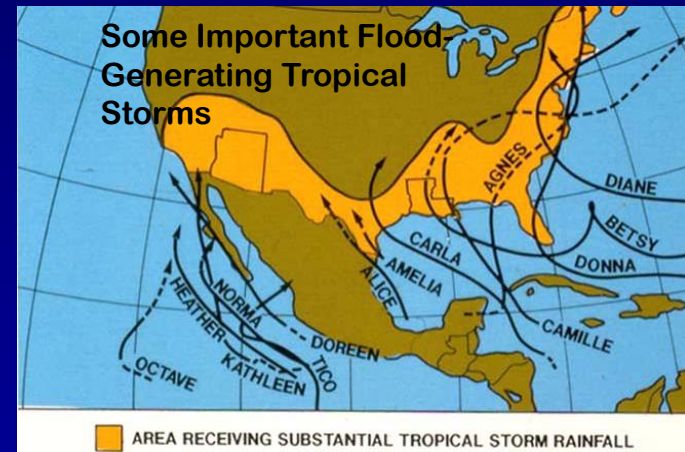 Some Important Flood-
Generating Tropical
Storms
AGNES
DIANE
BETSY
DONNA
CARLA
AMELIA
ALICE
CAMILLE
NORMA
HEATHER
DOREEN
TICO
KATHLEEN
OCTAVE
AREA RECEIVING SUBSTANTIAL TROPICAL STORM RAINFALL